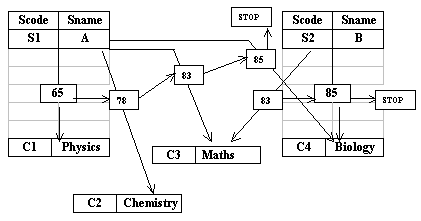 STOP
Scode Sname
S1 A
Scode Sname
S2 B
85
83
65
78
83
85
STOP
C1 Physics
C3 Maths
C4 Biology
C2 Chemistry